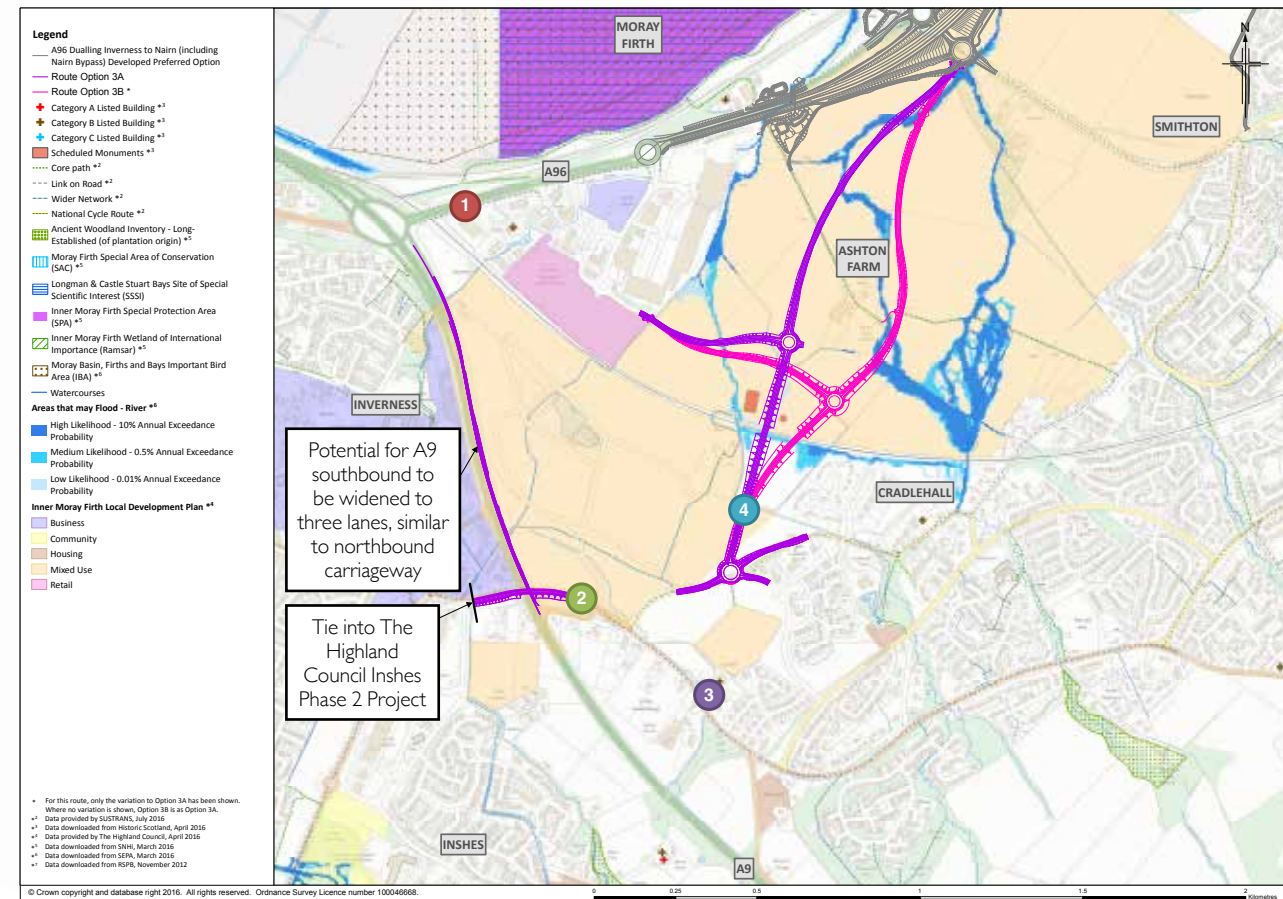 Legend
A96 Dualling Inverness to Nairn (including
Nairn Bypass) Developed Preferred Option
Route Option 3A
Route Option 3B *
Category A Listed Building *³
Category B Listed Building *³
Category C Listed Building *³
Scheduled Monuments *³
Core path *²
Link on Road *²
Wider Network *²
National Cycle Route *²
Ancient Woodland Inventory - Long-
Established (of plantation origin) *⁵
Moray Firth Special Area of Conservation
(SAC) *⁵
Longman & Castle Stuart Bays Site of Special
Scientific Interest (SSSI)
Inner Moray Firth Special Protection Area
(SPA) *⁵
Inner Moray Firth Wetland of International
Importance (Ramsar) *⁵
Moray Basin, Firths and Bays Important Bird
Area (IBA) *⁶
Watercourses
Areas that may Flood - River *⁶
High Likelihood - 10% Annual Exceedance
Probability
Medium Likelihood - 0.5% Annual Exceedance
Probability
Low Likelihood - 0.01% Annual Exceedance
Probability
Inner Moray Firth Local Development Plan *⁴
Business
Community
Housing
Mixed Use
Retail
* For this route, only the variation to Option 3A has been shown.
Where no variation is shown, Option 3B is as Option 3A.
*² Data provided by SUSTRANS, July 2016
*³ Data downloaded from Historic Scotland, April 2016
*⁴ Data provided by The Highland Council, April 2016
*⁵ Data downloaded from SNHi, March 2016
*⁶ Data downloaded from SEPA, March 2016
*⁷ Data downloaded from RSPB, November 2012
MORAY
FIRTH
N
SMITHTON
A96
1
ASHTON
FARM
INVERNESS
Potential for A9
southbound to
be widened to
three lanes, similar
to northbound
carriageway
CRADLEHALL
4
2
Tie into The
Highland
Council Inshes
Phase 2 Project
3
INSHES
A9
© Crown copyright and database right 2016. All rights reserved. Ordnance Survey Licence number 100046668.
0 0.25 0.5 1 1.5 2
Kilometres